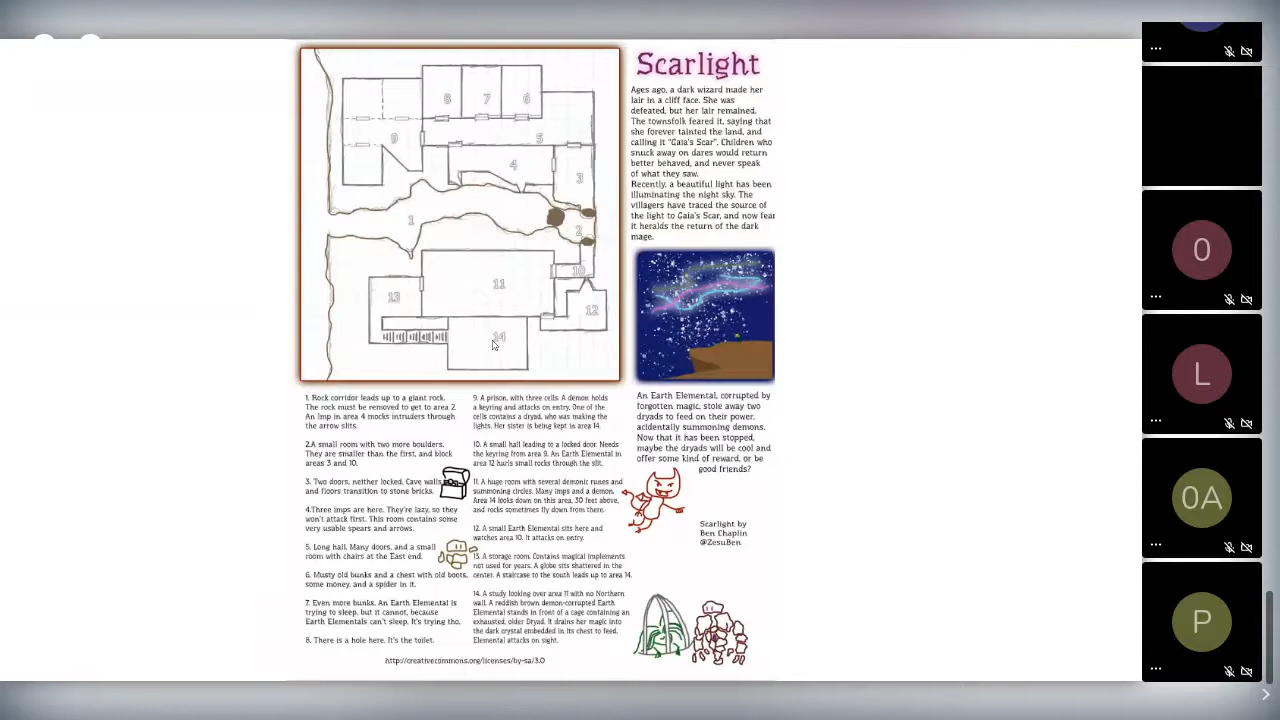 Scarlight
Ages ago, a dark wizard made her
lair in a cliff face. She was
defeated, but her lair remained.
The townsfolk feared it, saying that
she forever tainted the land, and
calling it "Gaia's Scar". Children who
snuck away on dares would return
better behaved, and never speak
of what they saw.
Recently, a beautiful light has been
illuminating the night sky. The
villagers have traced the source of
the light to Gaia's Scar, and now fear
it heralds the return of the dark
mage.
8
7
6
9
5
4
3
1
2
10
11
13
12
14
1. Rock corridor leads up to a giant rock.
The rock must be removed to get to area 2.
An Imp in area 4 mocks intruders through
the arrow slits.
2.A small room with two more boulders.
They are smaller than the first, and block
areas 3 and 10.
3. Two doors, neither locked. Cave walls
and floors transition to stone bricks.
4.Three imps are here. They're lazy, so they
won't attack first. This room contains some
very usable spears and arrows.
5. Long hall. Many doors, and a small
room with chairs at the East end.
6. Musty old bunks and a chest with old boots,
some money, and a spider in it.
7. Even more bunks. An Earth Elemental is
trying to sleep, but it cannot, because
Earth Elementals can't sleep. It's trying tho.
8. There is a hole here. It's the toilet.
9. A prison, with three cells. A demon holds
a keyring and attacks on entry. One of the
cells contains a dryad, who was making the
lights. Her sister is being kept in area 14.
10. A small hall leading to a locked door. Needs
the keyring from area 9. An Earth Elemental in
area 12 hurls small rocks through the slit.
11. A huge room with several demonic runes and
summoning circles. Many imps and a demon.
Area 14 looks down on this area, 30 feet above,
and rocks sometimes fly down from there.
12. A small Earth Elemental sits here and
watches area 10. It attacks on entry.
13. A storage room. Contains magical implements
not used for years. A globe sits shattered in the
center. A staircase to the south leads up to area 14.
14. A study looking over area 11 with no Northern
wall. A reddish brown demon-corrupted Earth
Elemental stands in front of a cage containing an
exhausted, older Dryad. It drains her magic into
the dark crystal embedded in its chest to feed.
Elemental attacks on sight.
An Earth Elemental, corrupted by
forgotten magic, stole away two
dryads to feed on their power,
acidentally summoning demons.
Now that it has been stopped,
maybe the dryads will be cool and
offer some kind of reward, or be
good friends?
Scarlight by
Ben Chaplin
@ZesuBen
http://creativecommons.org/licenses/by-sa/3.0
0
L
0A
P